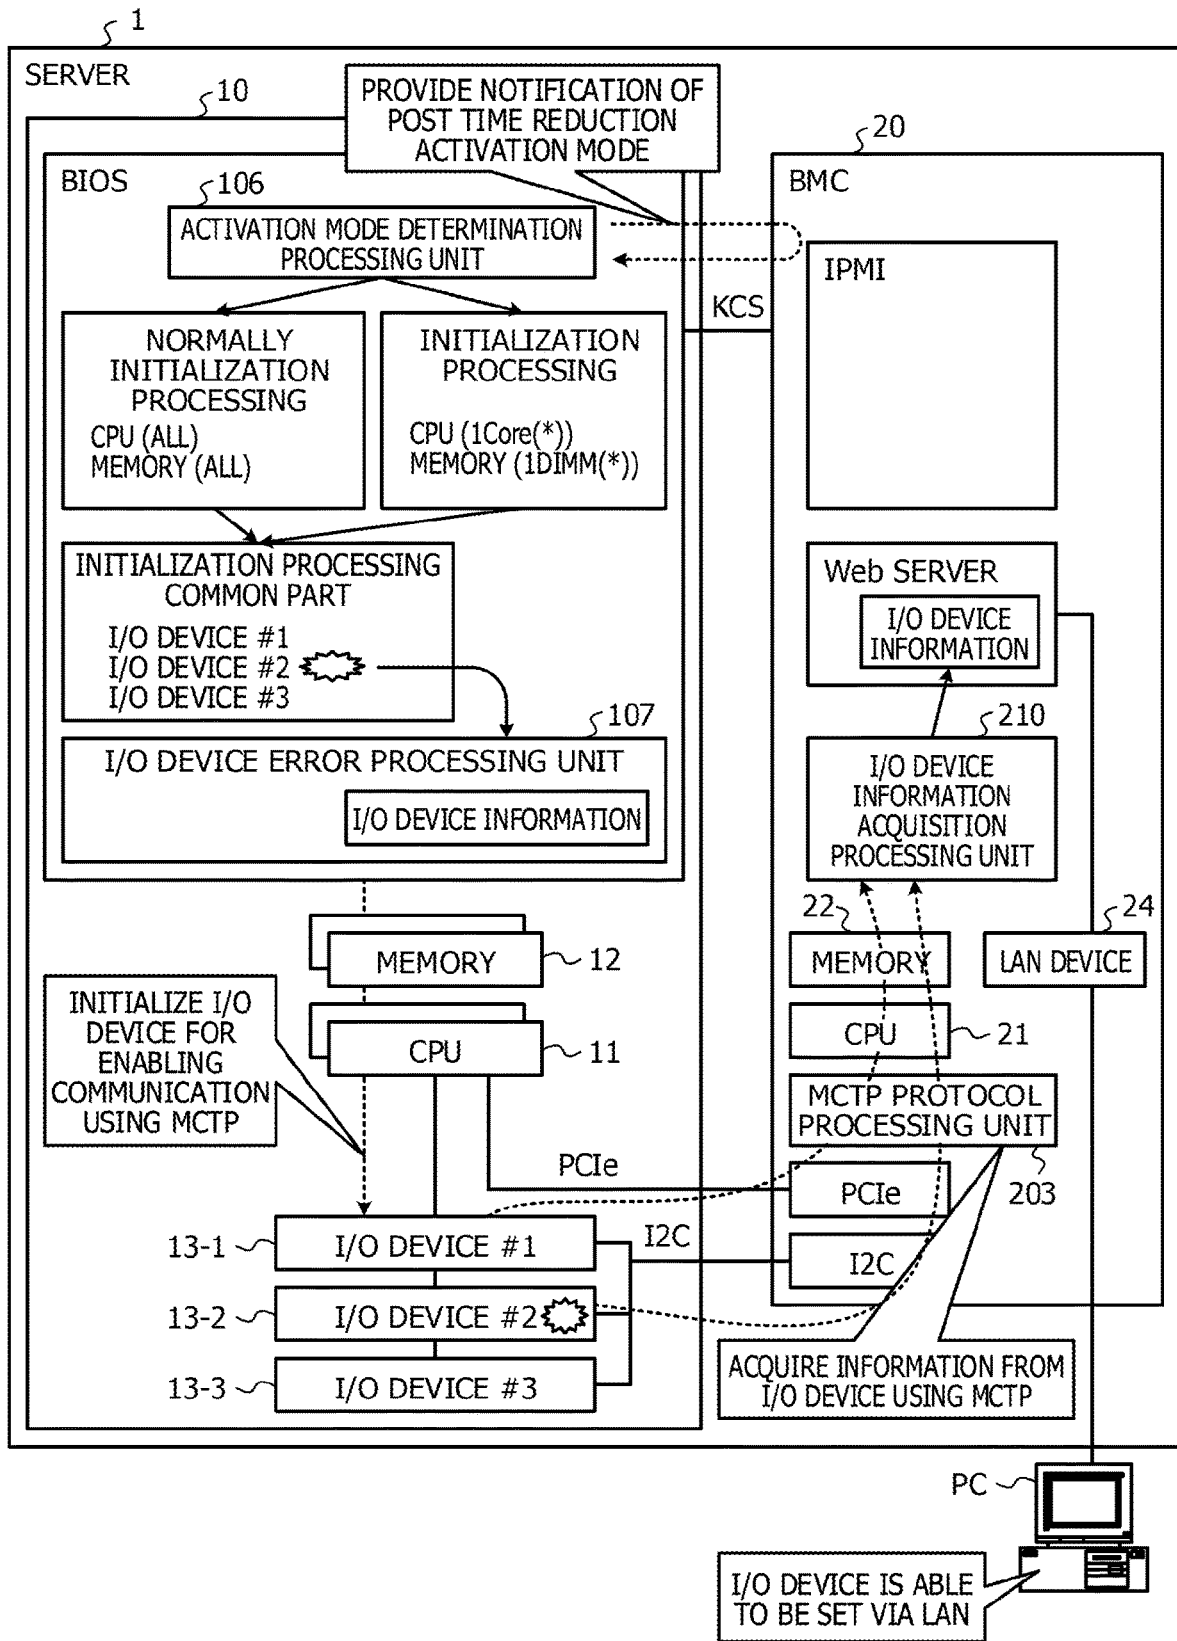 1
SERVER
10
PROVIDE NOTIFICATION OF
POST TIME REDUCTION
ACTIVATION MODE
20
BIOS
106
BMC
ACTIVATION MODE DETERMINATION
PROCESSING UNIT
IPMI
KCS
NORMALLY
INITIALIZATION
PROCESSING
CPU (ALL)
MEMORY (ALL)
INITIALIZATION
PROCESSING
CPU (1Core(*))
MEMORY (1DIMM(*))
INITIALIZATION PROCESSING
COMMON PART
I/O DEVICE #1
I/O DEVICE #2
I/O DEVICE #3
Web SERVER
I/O DEVICE
INFORMATION
107
210
I/O DEVICE ERROR PROCESSING UNIT
I/O DEVICE INFORMATION
I/O DEVICE
INFORMATION
ACQUISITION
PROCESSING UNIT
22
24
MEMORY
12
MEMORY
LAN DEVICE
INITIALIZE I/O
DEVICE FOR
ENABLING
COMMUNICATION
USING MCTP
CPU
11
CPU
21
MCTP PROTOCOL
PROCESSING UNIT
203
PCIe
PCIe
13-1
I/O DEVICE #1
I2C
I2C
13-2
I/O DEVICE #2
13-3
I/O DEVICE #3
ACQUIRE INFORMATION FROM
I/O DEVICE USING MCTP
PC
I/O DEVICE IS ABLE
TO BE SET VIA LAN